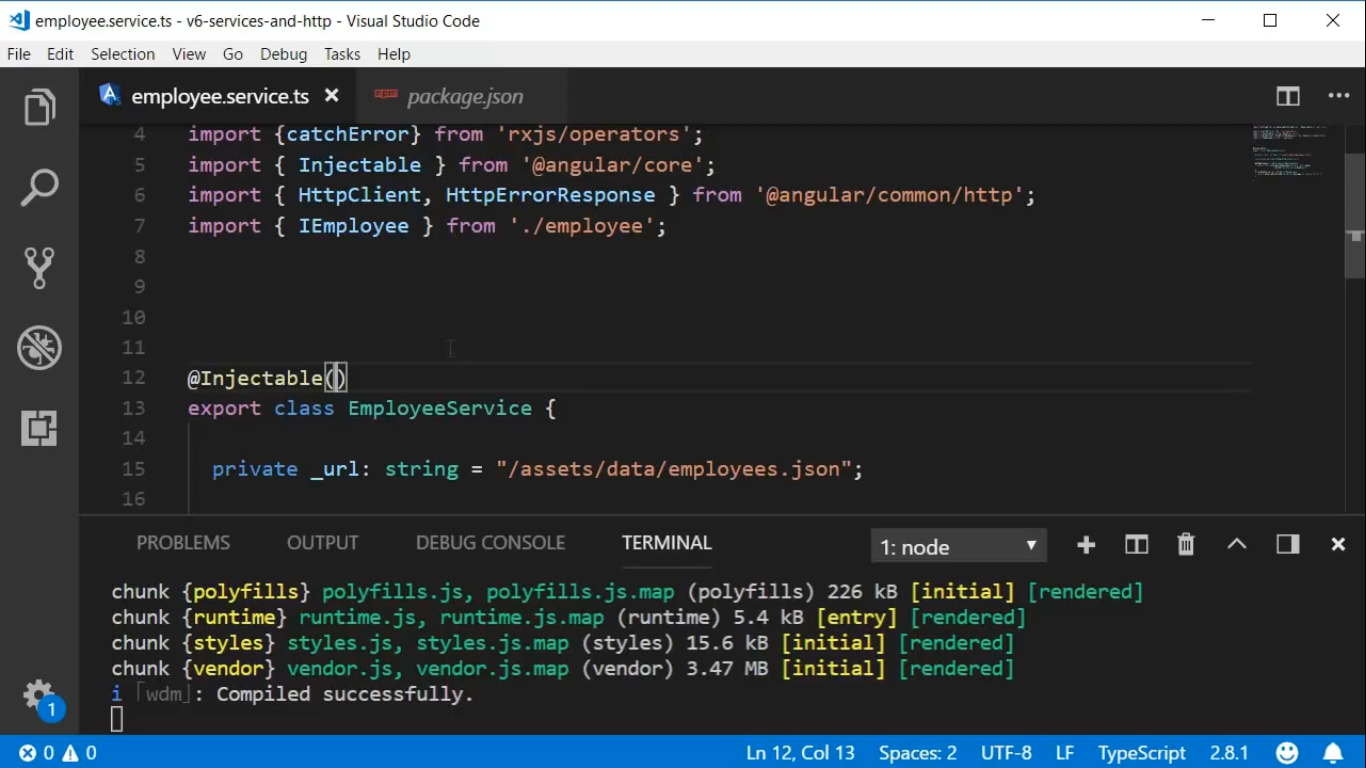 employee.service.ts - v6-services-and-http - Visual Studio Code
File Edit Selection View Go Debug Tasks Help
employee.service.ts package.json
4 import {catchError} from 'rxjs/operators';
5 import { Injectable } from '@angular/core';
6 import { HttpClient, HttpErrorResponse } from '@angular/common/http';
7 import { IEmployee } from './employee';
8
9
10
11
12 @Injectable()
13 export class EmployeeService {
14
15 private _url: string = "/assets/data/employees.json";
16
PROBLEMS OUTPUT DEBUG CONSOLE TERMINAL 1: node
chunk {polyfills} polyfills.js, polyfills.js.map (polyfills) 226 kB [initial] [rendered]
chunk {runtime} runtime.js, runtime.js.map (runtime) 5.4 kB [entry] [rendered]
chunk {styles} styles.js, styles.js.map (styles) 15.6 kB [initial] [rendered]
chunk {vendor} vendor.js, vendor.js.map (vendor) 3.47 MB [initial] [rendered]
i ｢wdm｣: Compiled successfully.
1
0 0 Ln 12, Col 13 Spaces: 2 UTF-8 LF TypeScript 2.8.1